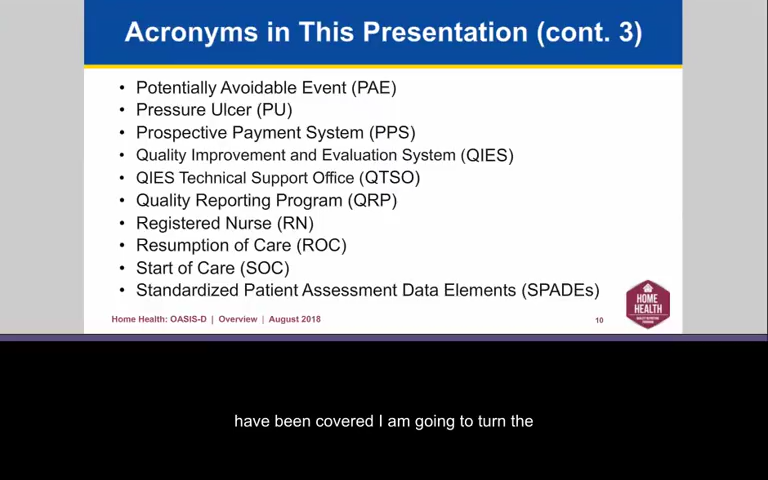 Acronyms in This Presentation (cont. 3)
• Potentially Avoidable Event (PAE)
• Pressure Ulcer (PU)
• Prospective Payment System (PPS)
• Quality Improvement and Evaluation System (QIES)
• QIES Technical Support Office (QTSO)
• Quality Reporting Program (QRP)
• Registered Nurse (RN)
• Resumption of Care (ROC)
• Start of Care (SOC)
• Standardized Patient Assessment Data Elements (SPADEs)
Home Health: OASIS-D | Overview | August 2018
10
HOME
HEALTH
QUALITY REPORTING
PROGRAM
have been covered I am going to turn the